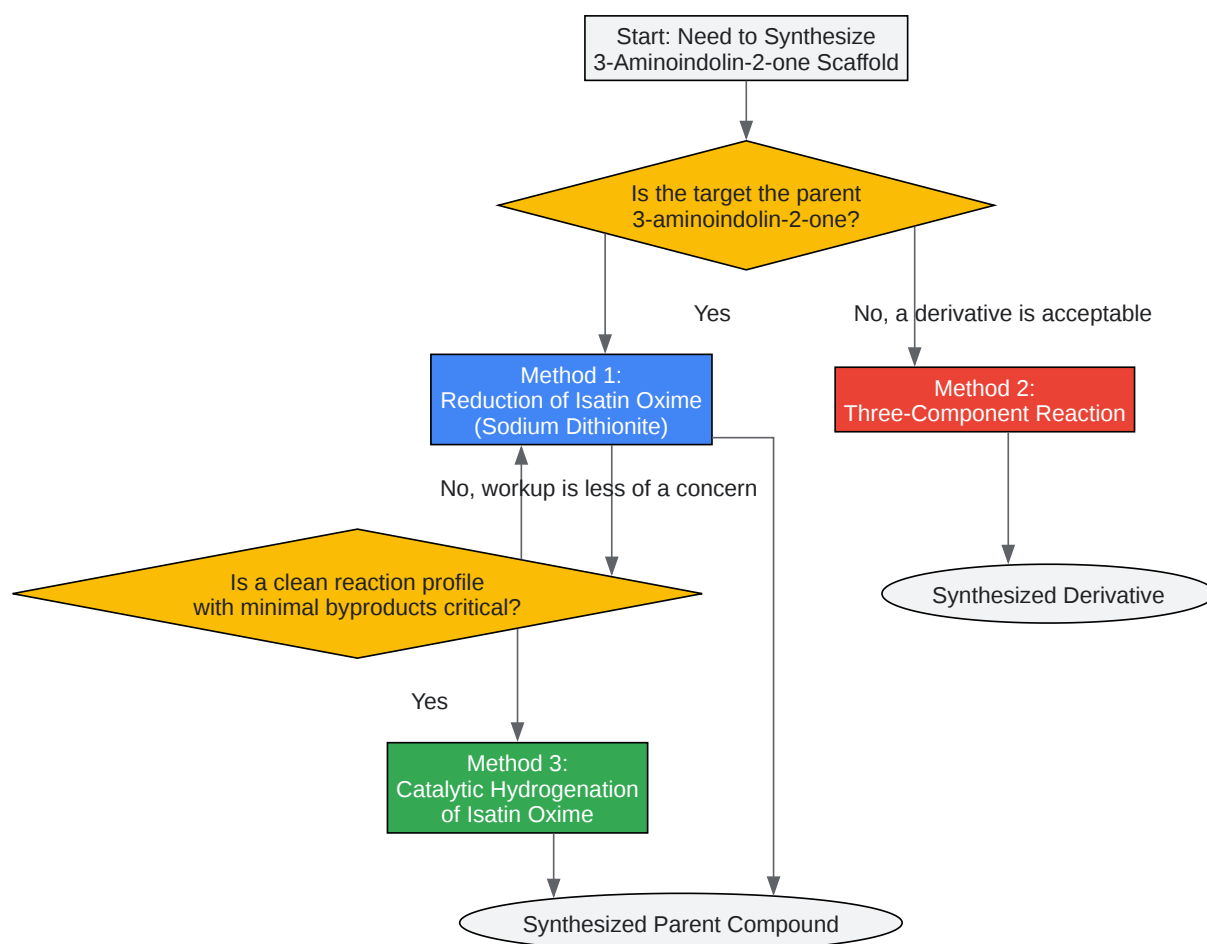 Start: Need to Synthesize
3-Aminoindolin-2-one Scaffold
Is the target the parent
3-aminoindolin-2-one?
Yes
No, a derivative is acceptable
Method 1:
Reduction of Isatin Oxime
(Sodium Dithionite)
Method 2:
Three-Component Reaction
No, workup is less of a concern
Is a clean reaction profile
with minimal byproducts critical?
Synthesized Derivative
Yes
Method 3:
Catalytic Hydrogenation
of Isatin Oxime
Synthesized Parent Compound